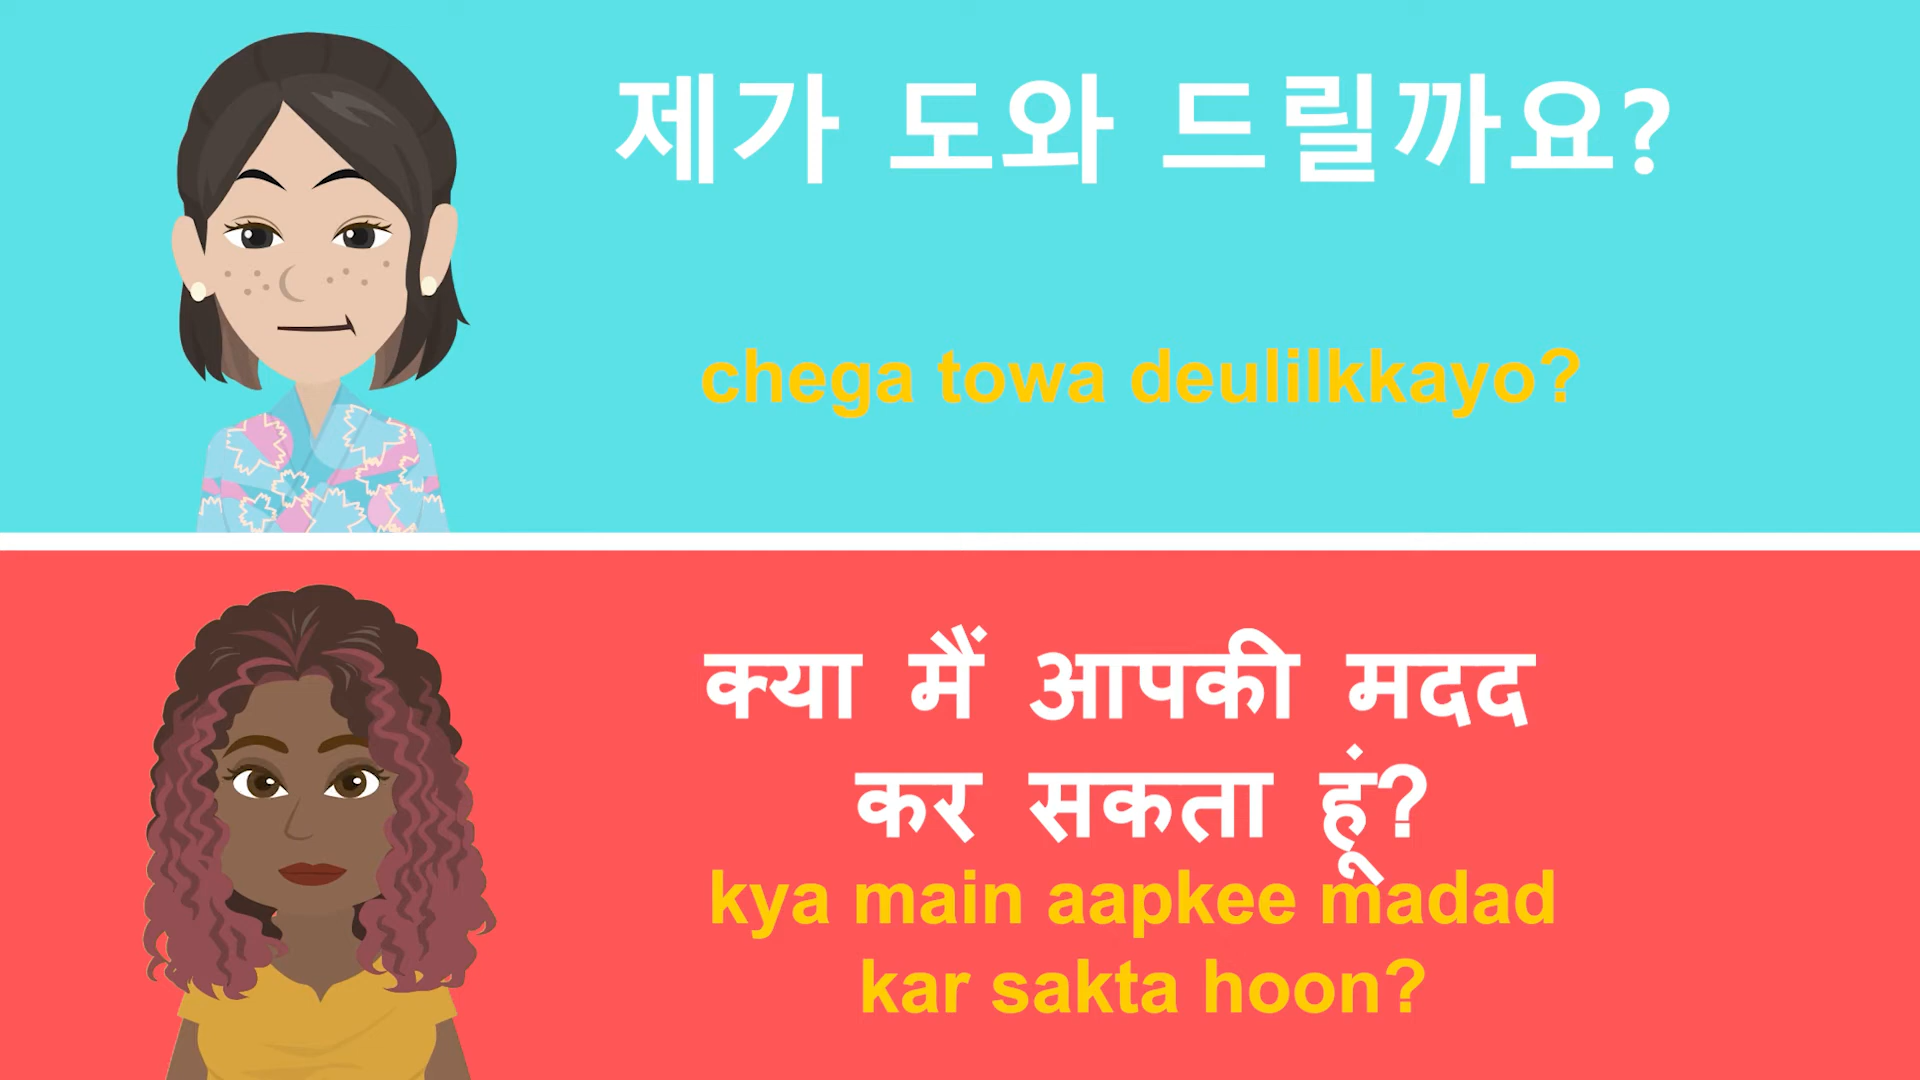 제가 도와 드릴까요?
chega towa deulilkkayo?
क्या मैं आपकी मदद
कर सकता हूं?
kya main aapkee madad
kar sakta hoon?